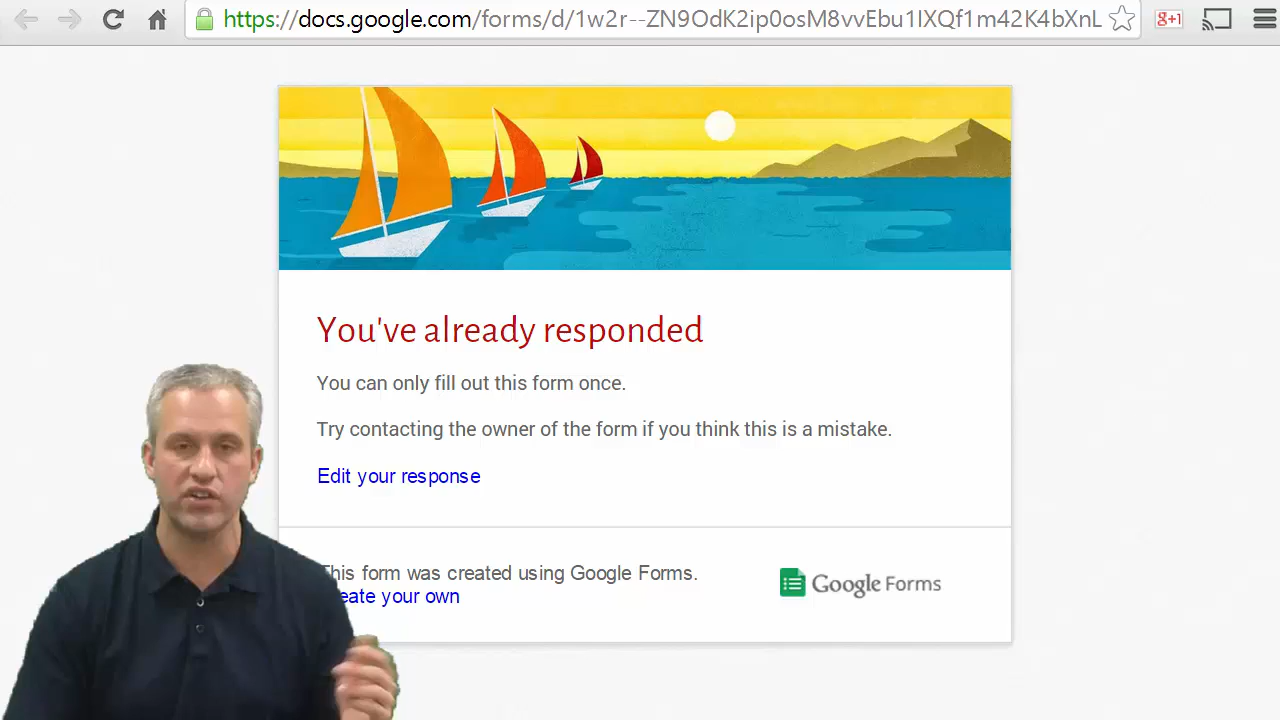 https://docs.google.com/forms/d/1w2r--ZN9OdK2ip0osM8vvEbu1IXQf1m42K4bXnL
g+1
You've already responded
You can only fill out this form once.
Try contacting the owner of the form if you think this is a mistake.
Edit your response
This form was created using Google Forms.
eate your own
Google Forms